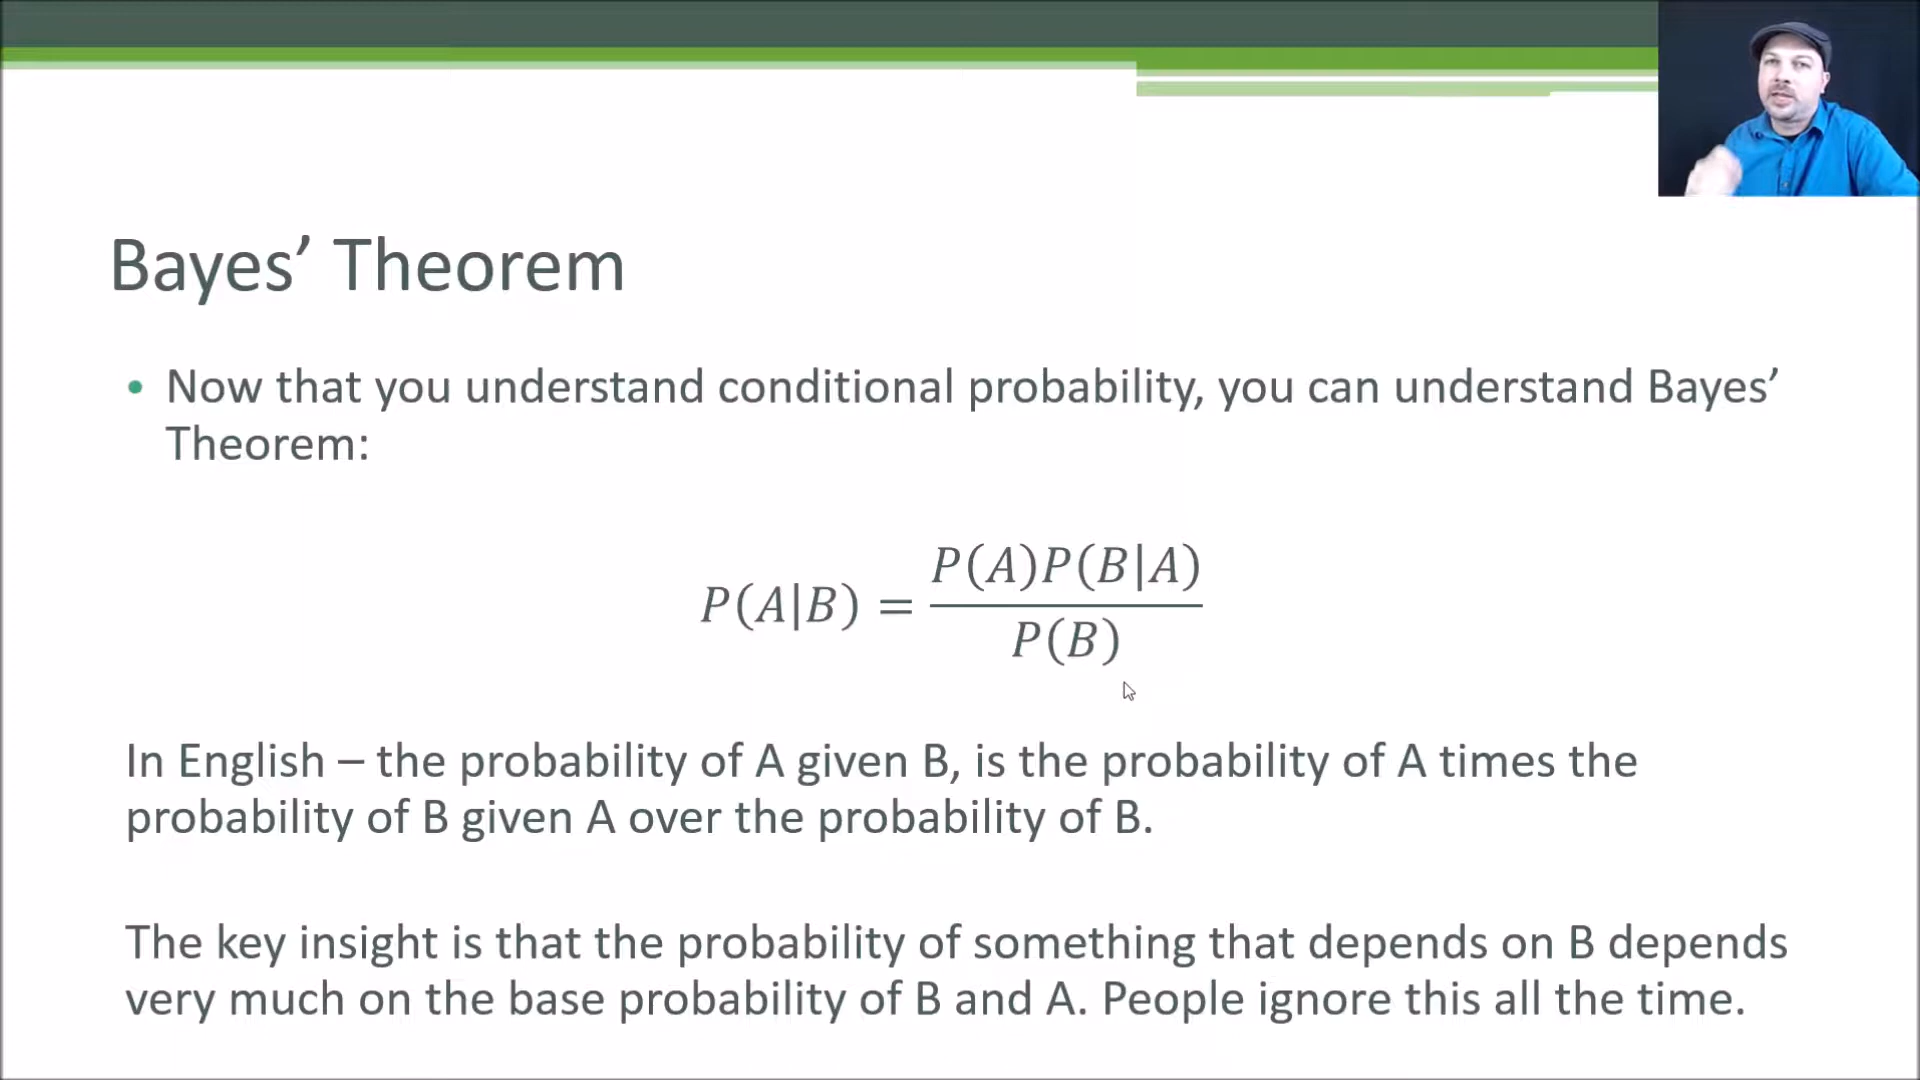 Bayes’ Theorem
• Now that you understand conditional probability, you can understand Bayes’
Theorem:
P(A|B) = P(A)P(B|A) / P(B)
In English – the probability of A given B, is the probability of A times the
probability of B given A over the probability of B.
The key insight is that the probability of something that depends on B depends
very much on the base probability of B and A. People ignore this all the time.